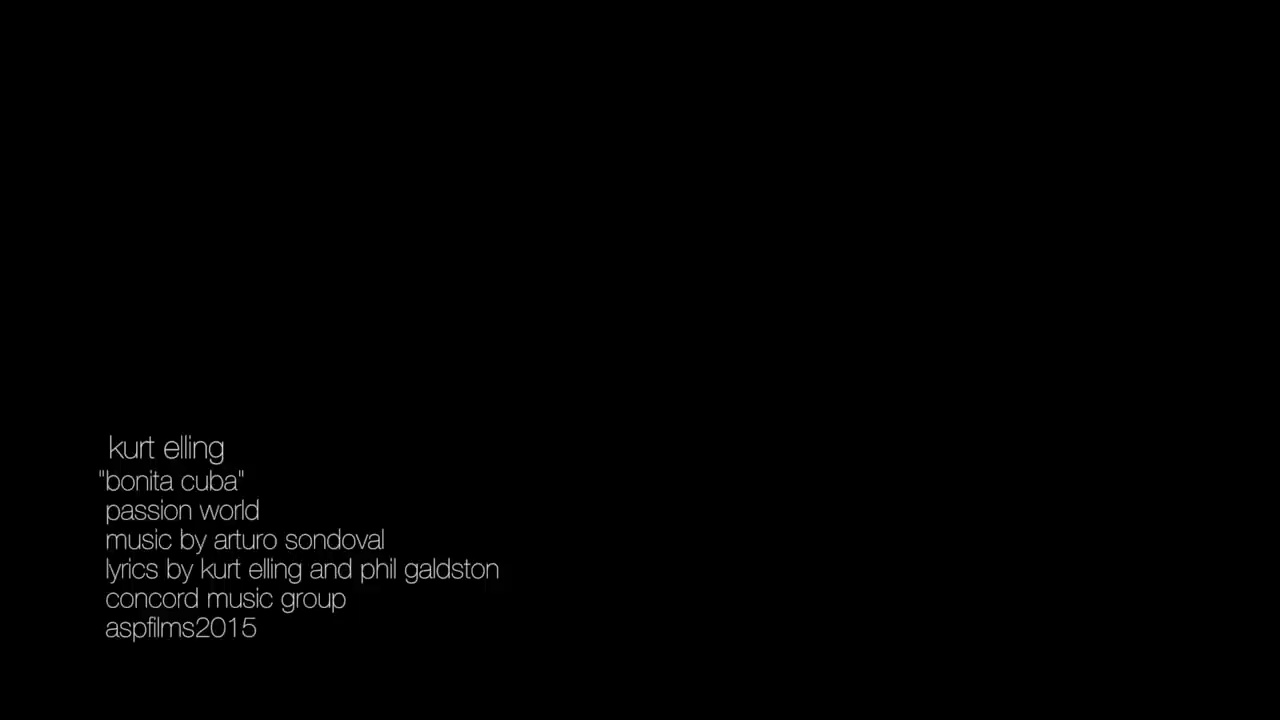 kurt elling
"bonita cuba"
passion world
music by arturo sondoval
lyrics by kurt elling and phil galdston
concord music group
aspfilms2015